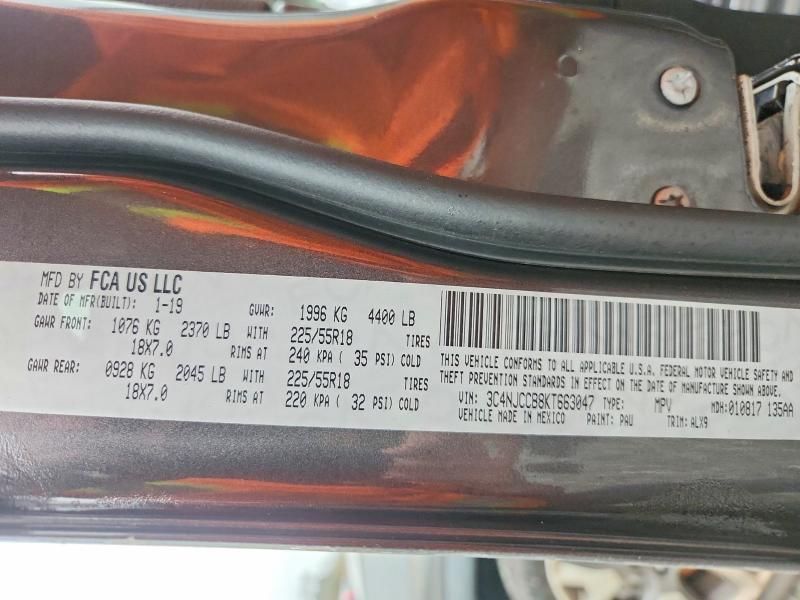 MFD BY FCA US LLC
DATE OF MFR(BUILT): 1-19 GVWR: 1996 KG 4400 LB
GAWR FRONT: 1076 KG 2370 LB WITH 225/55R18 TIRES
18X7.0 RIMS AT 240 KPA ( 35 PSI) COLD
GAWR REAR: 0928 KG 2045 LB WITH 225/55R18 TIRES
18X7.0 RIMS AT 220 KPA ( 32 PSI) COLD
THIS VEHICLE CONFORMS TO ALL APPLICABLE U.S.A. FEDERAL MOTOR VEHICLE SAFETY AND
THEFT PREVENTION STANDARDS IN EFFECT ON THE DATE OF MANUFACTURE SHOWN ABOVE.
VIN: 3C4NJCCB8KT663047 TYPE: MPV MDH:010817 135AA
VEHICLE MADE IN MEXICO PAINT: PAU TRIM: ALX9